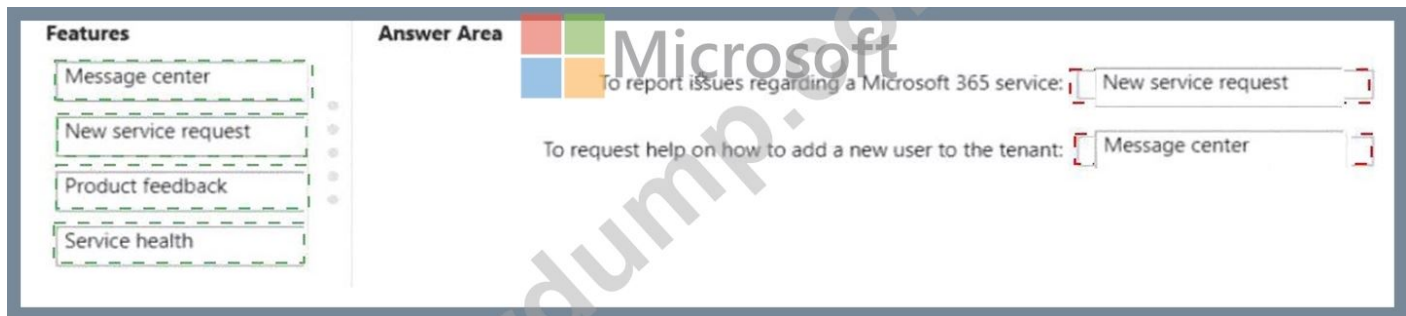 Features
Message center
New service request
Product feedback
Service health
Answer Area
Microsoft
To report issues regarding a Microsoft 365 service:
New service request
To request help on how to add a new user to the tenant:
Message center